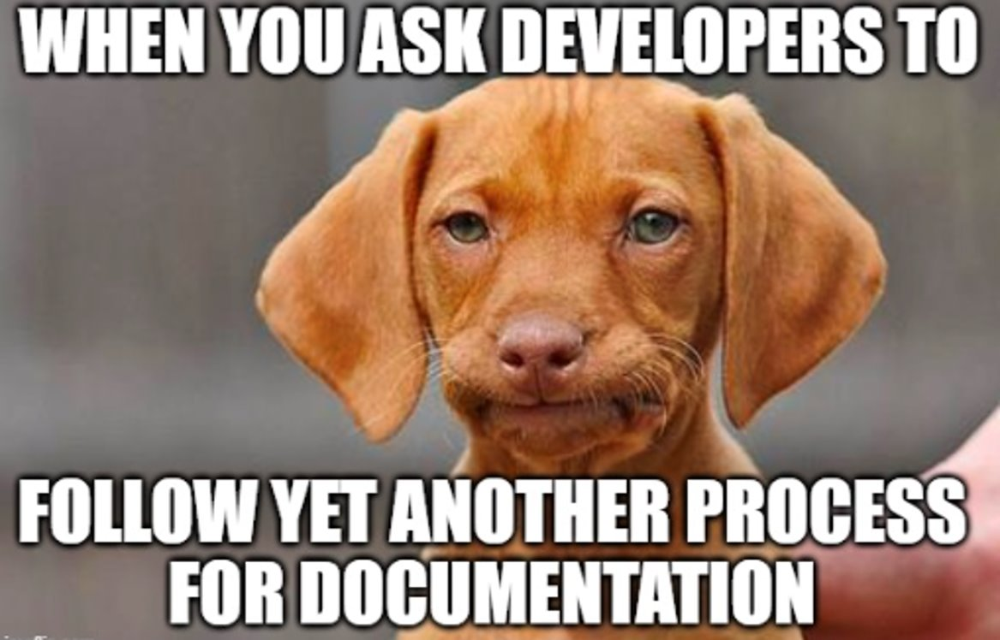 WHEN YOU ASK DEVELOPERS TO
FOLLOW YET ANOTHER PROCESS
FOR DOCUMENTATION